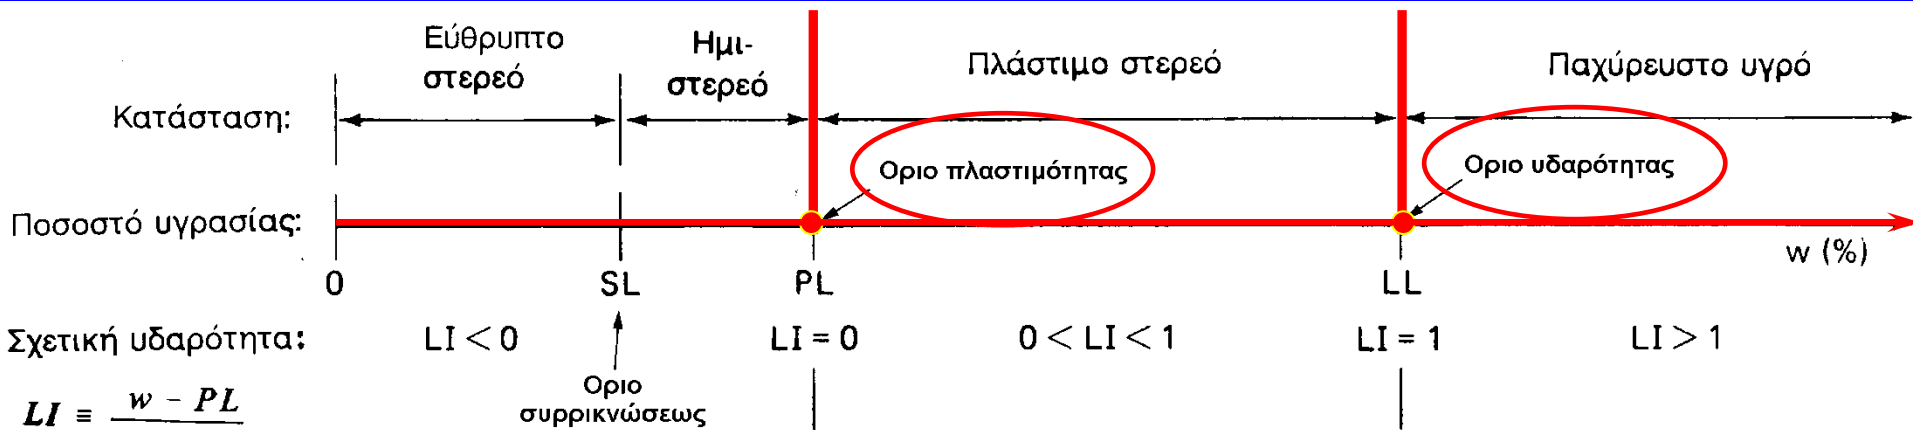 Εύθρυπτο
στερεό
Ημι-
στερεό
Πλάστιμο στερεό
Παχύρευστο υγρό
Κατάσταση:
Οριο πλαστιμότητας
Οριο υδαρότητας
Ποσοστό υγρασίας:
w (%)
0
SL
PL
LL
Σχετική υδαρότητα:
LI < 0
LI = 0
0 < LI < 1
LI = 1
LI > 1
Οριο
συρρικνώσεως
LI ≡ w - PL